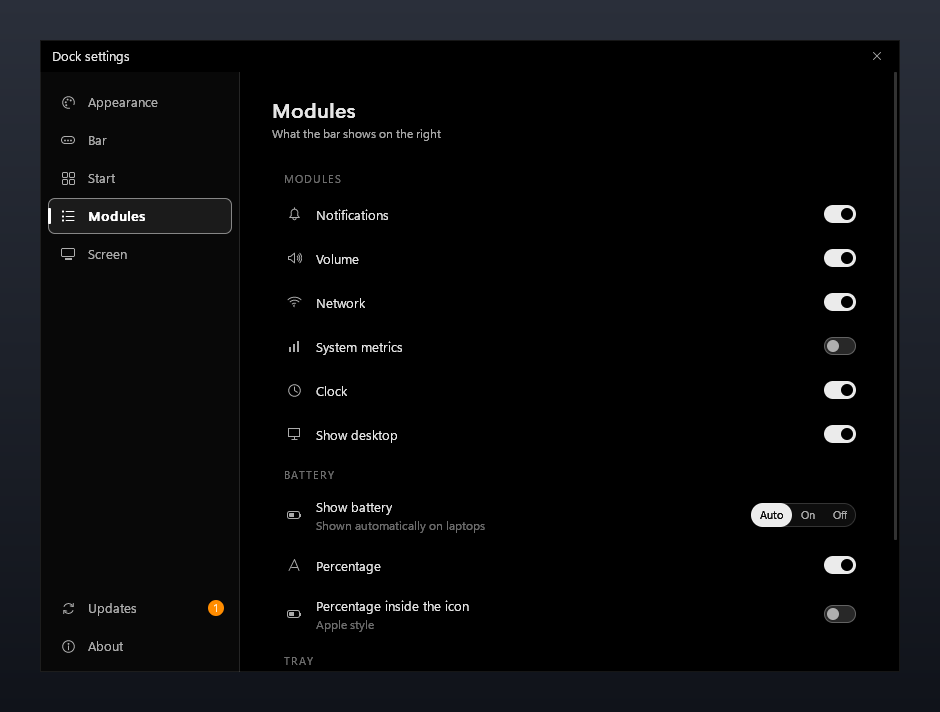 Dock settings
Appearance
Bar
Start
Modules
Screen
Updates
1
About
Modules
What the bar shows on the right
MODULES
Notifications
Volume
Network
System metrics
Clock
Show desktop
BATTERY
Show battery
Shown automatically on laptops
Auto On Off
Percentage
Percentage inside the icon
Apple style
TRAY